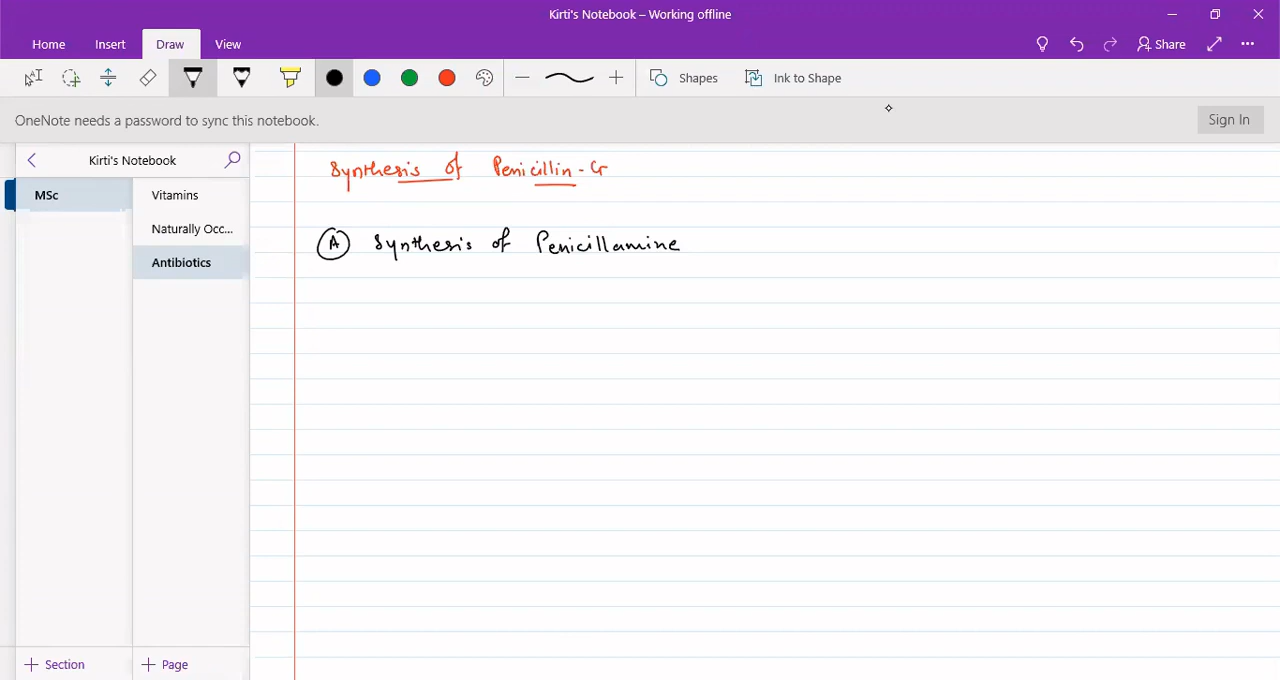 Kirti's Notebook – Working offline
Home Insert Draw View Share
Shapes Ink to Shape
OneNote needs a password to sync this notebook. Sign In
Kirti's Notebook
MSc
Vitamins
Naturally Occ...
Antibiotics
Synthesis of Penicillin-G
A Synthesis of Penicillamine
+ Section + Page